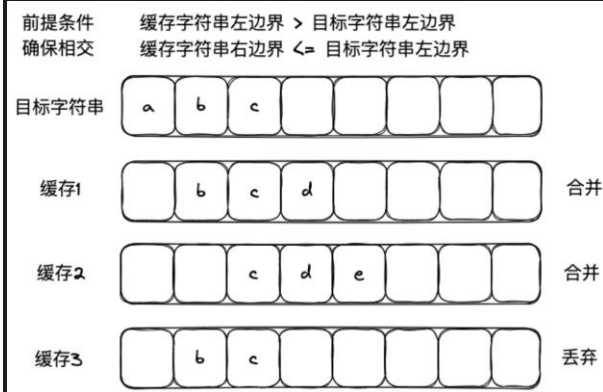 前提条件 缓存字符串左边界 > 目标字符串左边界
确保相交 缓存字符串右边界 <= 目标字符串左边界
目标字符串 a b c
缓存1 b c d 合并
缓存2 c d e 合并
缓存3 b c 丢弃